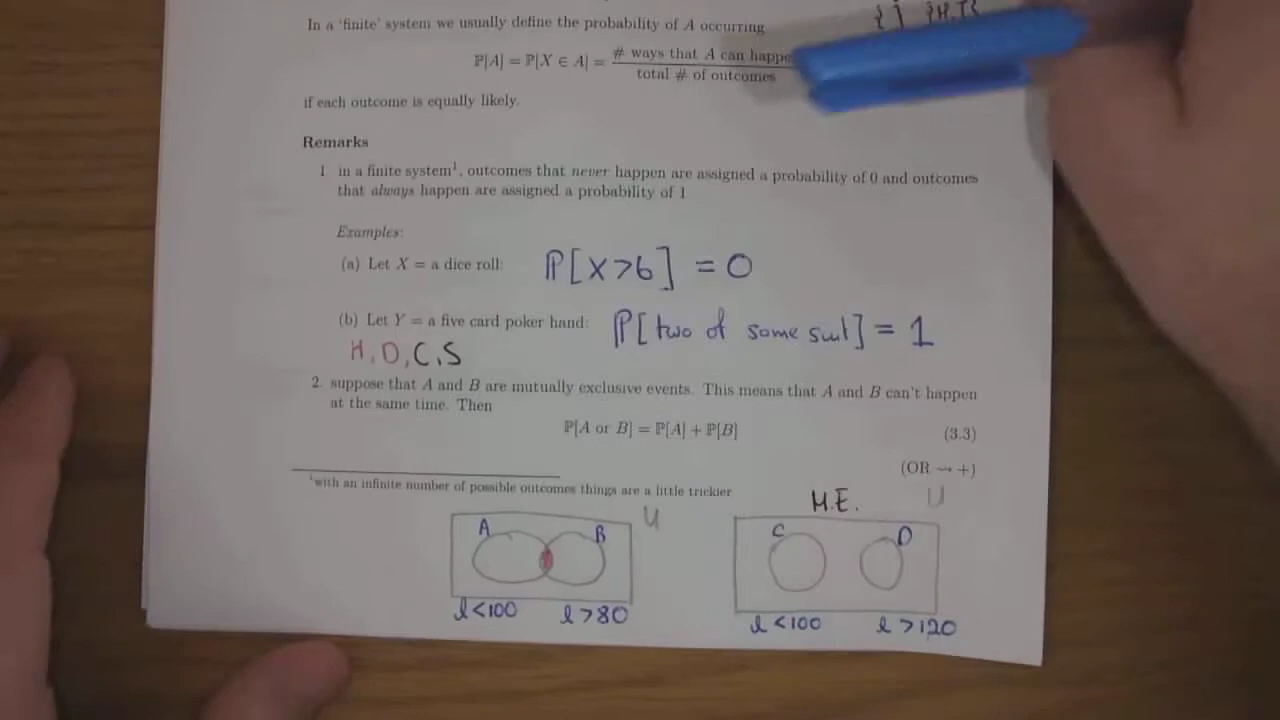 In a 'finite' system we usually define the probability of A occurring
{ } {H,T}
ℙ[A] = ℙ[X ∈ A] = # ways that A can happe
total # of outcomes
if each outcome is equally likely.
Remarks
1. in a finite system¹, outcomes that never happen are assigned a probability of 0 and outcomes
that always happen are assigned a probability of 1
Examples:
(a) Let X = a dice roll: ℙ[X>6] = 0
(b) Let Y = a five card poker hand: ℙ[two of some suit] = 1
H, D, C, S
2. suppose that A and B are mutually exclusive events. This means that A and B can't happen
at the same time. Then
ℙ[A or B] = ℙ[A] + ℙ[B] (3.3)
(OR ⇝ +)
¹with an infinite number of possible outcomes things are a little trickier
M.E.
A B U
C D U
l<100 l>80
l<100 l>120